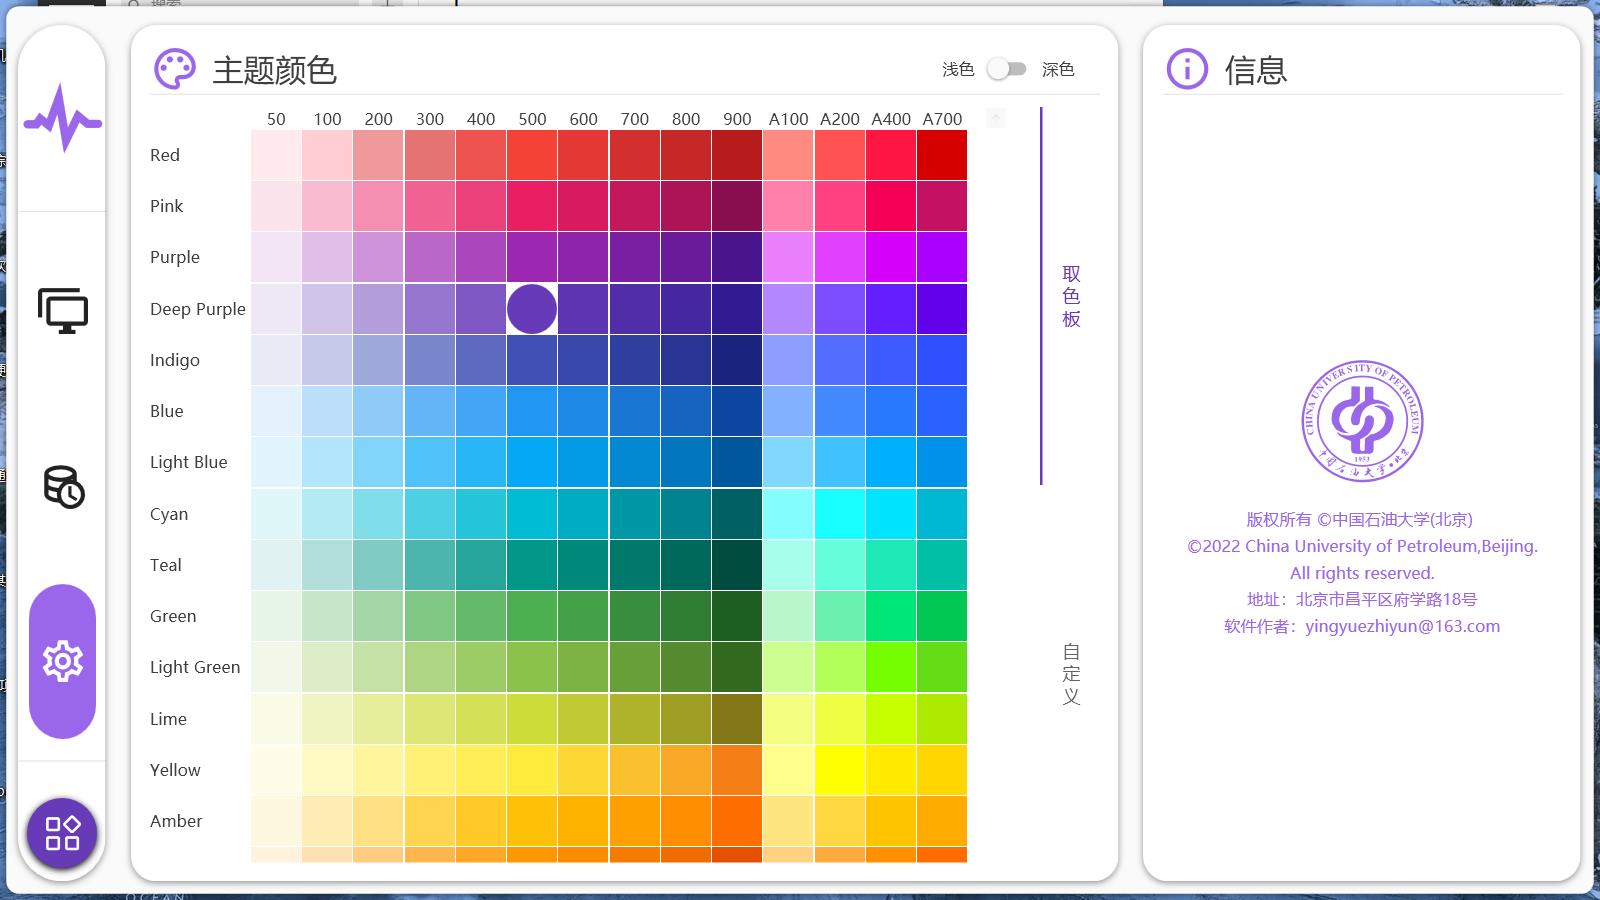 主题颜色
浅色 深色
50 100 200 300 400 500 600 700 800 900 A100 A200 A400 A700
Red
Pink
Purple
Deep Purple
Indigo
Blue
Light Blue
Cyan
Teal
Green
Light Green
Lime
Yellow
Amber
取色板
自定义
信息
CHINA UNIVERSITY OF PETROLEUM
1953
中国石油大学·北京
版权所有 ©中国石油大学(北京)
©2022 China University of Petroleum,Beijing.
All rights reserved.
地址：北京市昌平区府学路18号
软件作者：yingyuezhiyun@163.com
OCEAN